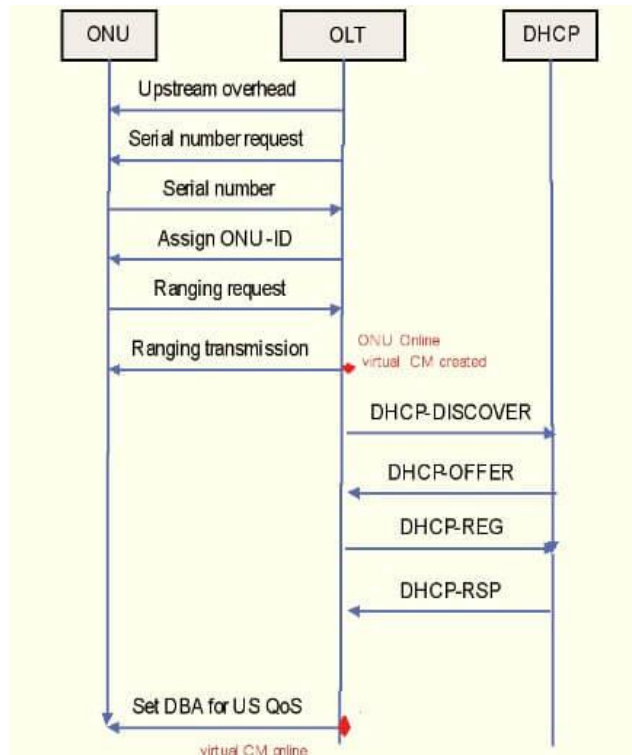 ONU
OLT
DHCP
Upstream overhead
Serial number request
Serial number
Assign ONU-ID
Ranging request
Ranging transmission
ONU Online
virtual CM created
DHCP-DISCOVER
DHCP-OFFER
DHCP-REG
DHCP-RSP
Set DBA for US QoS
virtual CM online